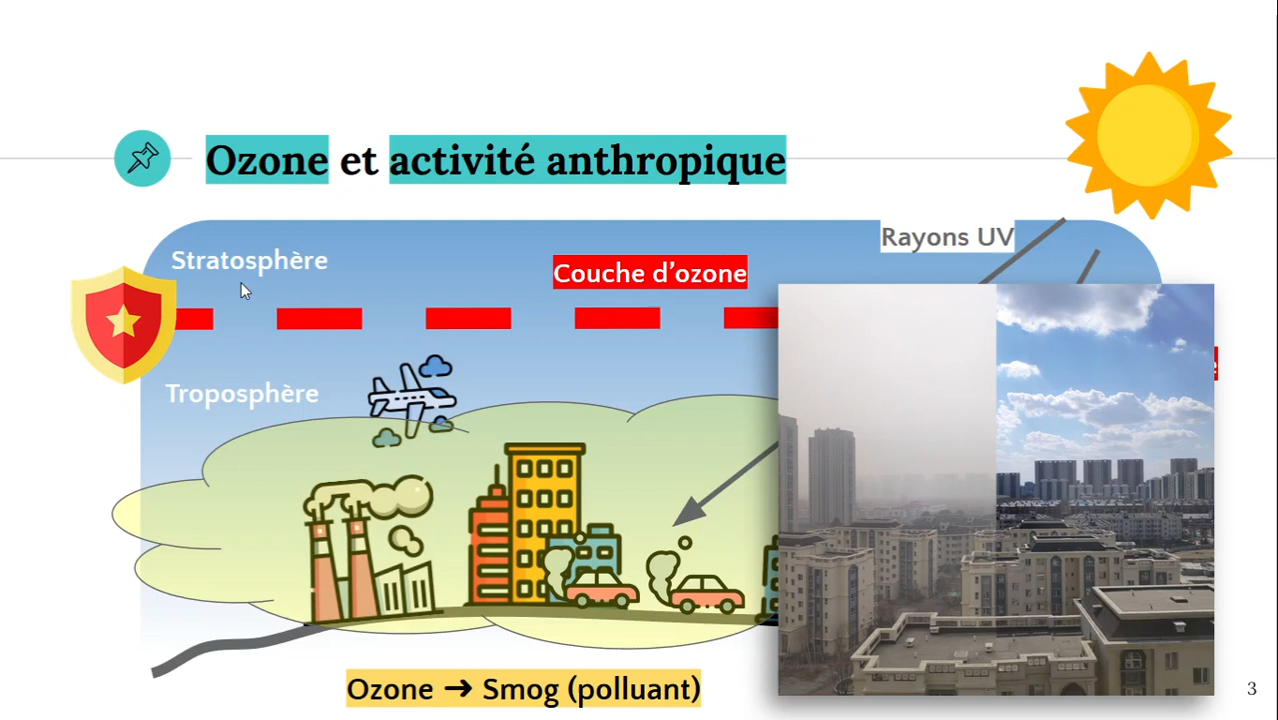 Ozone et activité anthropique
Rayons UV
Stratosphère
Couche d'ozone
Troposphère
Ozone → Smog (polluant)
3